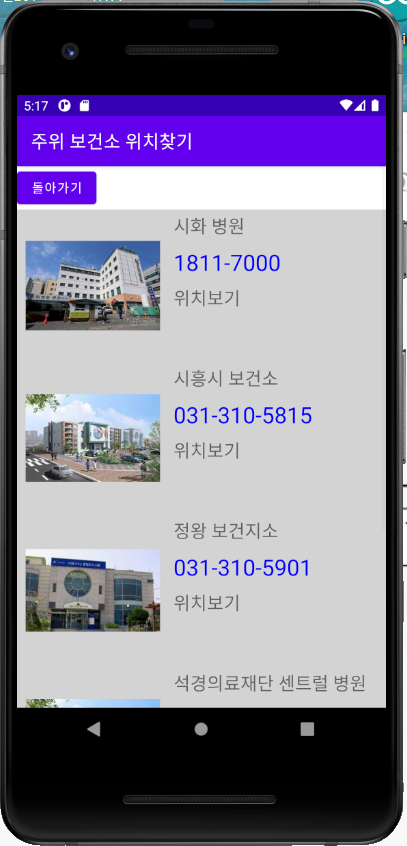 5:17
주위 보건소 위치찾기
돌아가기
시화 병원
1811-7000
위치보기
시흥시 보건소
031-310-5815
위치보기
정왕 보건지소
031-310-5901
위치보기
석경의료재단 센트럴 병원